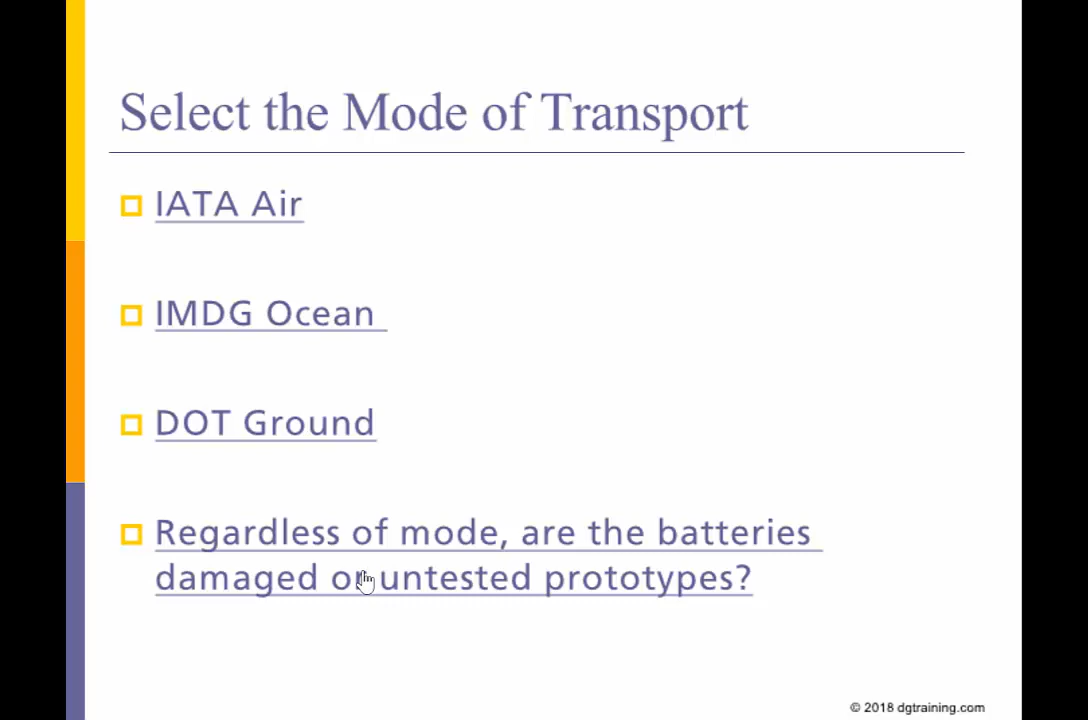 Select the Mode of Transport
IATA Air
IMDG Ocean
DOT Ground
Regardless of mode, are the batteries
damaged or untested prototypes?
© 2018 dgtraining.com